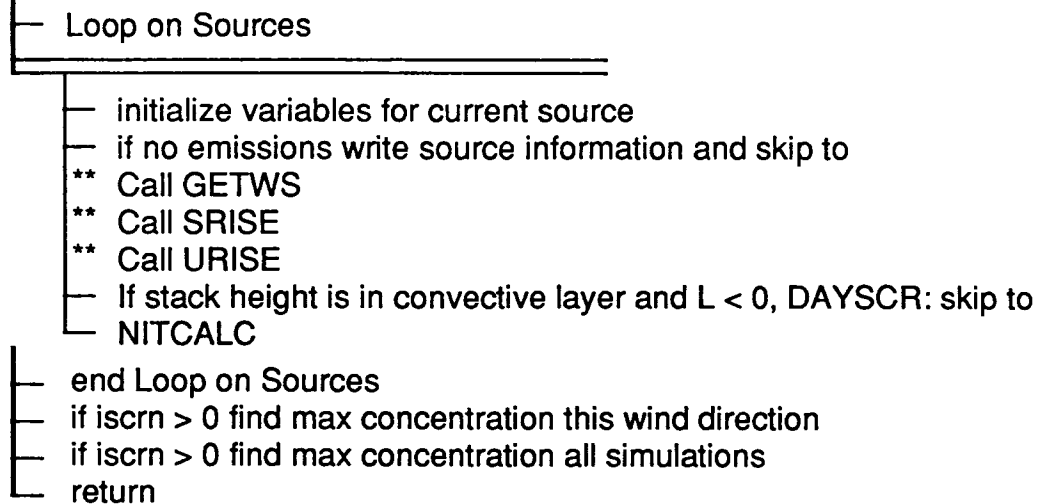 Loop on Sources
initialize variables for current source
if no emissions write source information and skip to
** Call GETWS
** Call SRISE
** Call URISE
If stack height is in convective layer and L < 0, DAYSCR: skip to
NITCALC
end Loop on Sources
if iscrn > 0 find max concentration this wind direction
if iscrn > 0 find max concentration all simulations
return